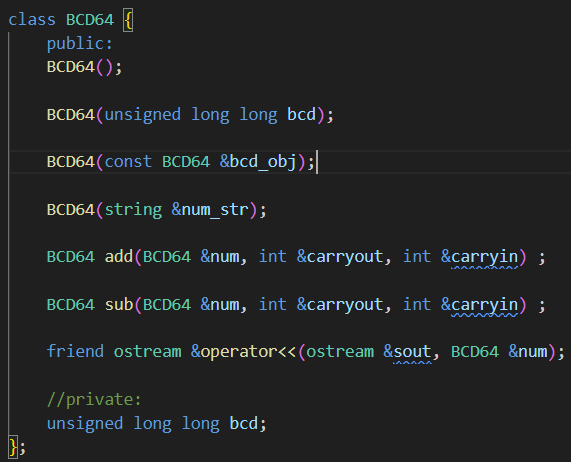 class BCD64 {
public:
BCD64();
BCD64(unsigned long long bcd);
BCD64(const BCD64 &bcd_obj);
BCD64(string &num_str);
BCD64 add(BCD64 &num, int &carryout, int &carryin) ;
BCD64 sub(BCD64 &num, int &carryout, int &carryin) ;
friend ostream &operator<<(ostream &sout, BCD64 &num);
//private:
unsigned long long bcd;
};